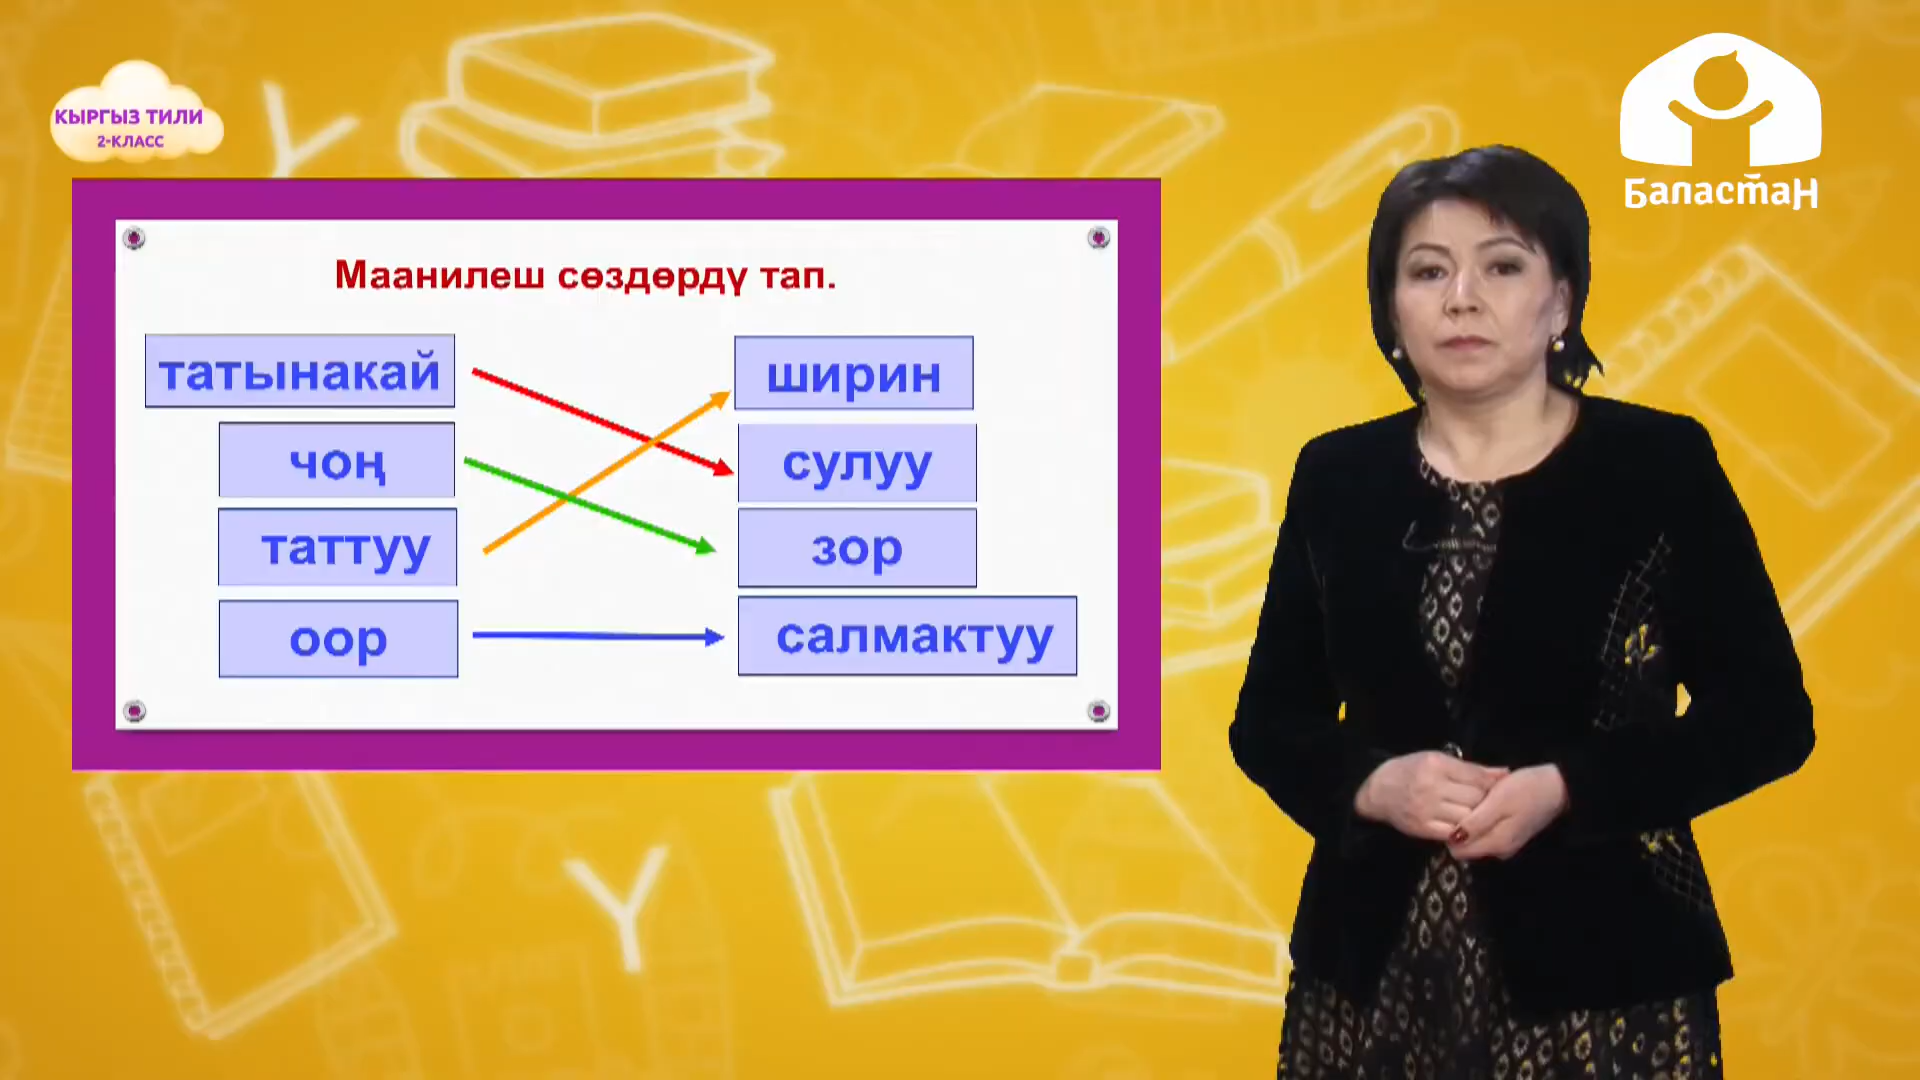 КЫРГЫЗ ТИЛИ
2-КЛАСС
Баластан
Маанилеш сөздөрдү тап.
татынакай
ширин
чоң
сулуу
таттуу
зор
оор
салмактуу